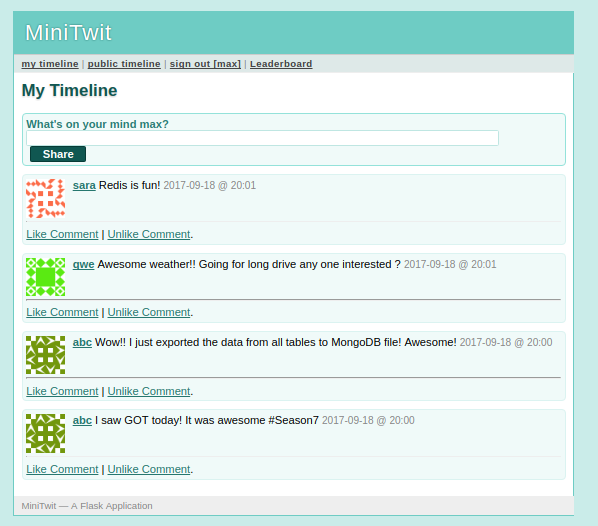 MiniTwit
my timeline | public timeline | sign out [max] | Leaderboard
My Timeline
What's on your mind max?
Share
sara Redis is fun! 2017-09-18 @ 20:01
Like Comment | Unlike Comment.
qwe Awesome weather!! Going for long drive any one interested ? 2017-09-18 @ 20:01
Like Comment | Unlike Comment.
abc Wow!! I just exported the data from all tables to MongoDB file! Awesome! 2017-09-18 @ 20:00
Like Comment | Unlike Comment.
abc I saw GOT today! It was awesome #Season7 2017-09-18 @ 20:00
Like Comment | Unlike Comment.
MiniTwit — A Flask Application